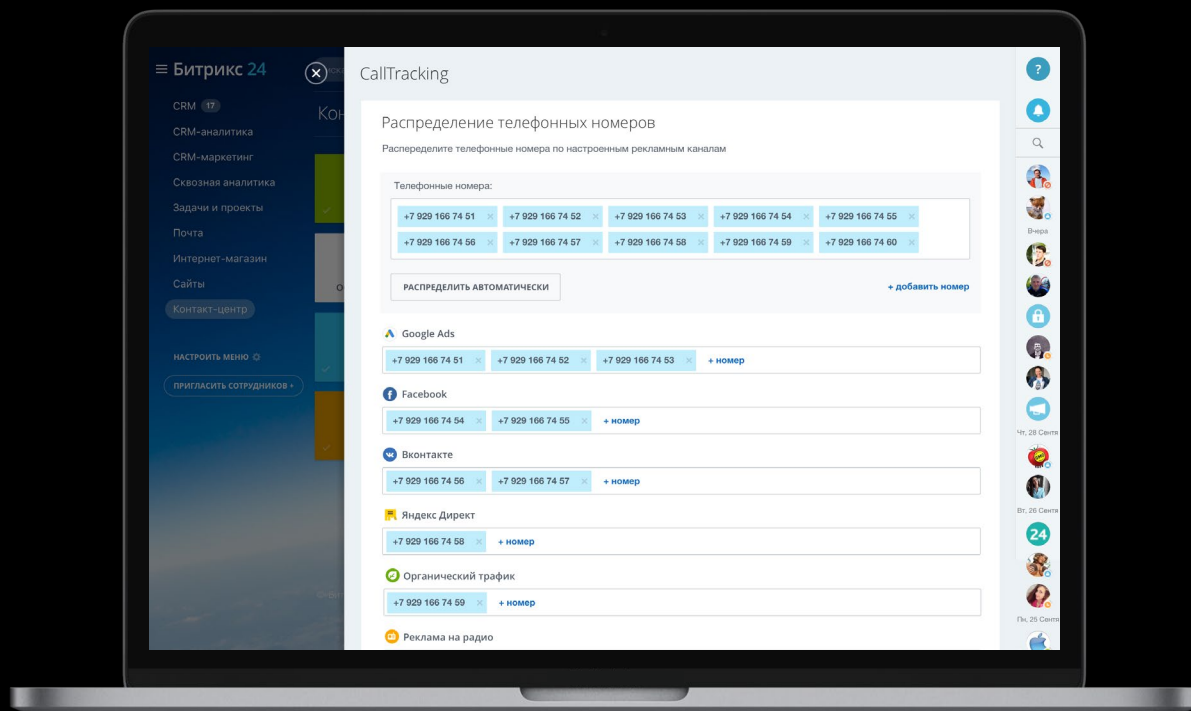 Битрикс 24
CRM 17
CRM-аналитика
CRM-маркетинг
Сквозная аналитика
Задачи и проекты
Почта
Интернет-магазин
Сайты
Контакт-центр
НАСТРОИТЬ МЕНЮ
ПРИГЛАСИТЬ СОТРУДНИКОВ +
Кон
CallTracking
Распределение телефонных номеров
Распеределите телефонные номера по настроенным рекламным каналам
Телефонные номера:
+7 929 166 74 51 × +7 929 166 74 52 × +7 929 166 74 53 × +7 929 166 74 54 × +7 929 166 74 55 ×
+7 929 166 74 56 × +7 929 166 74 57 × +7 929 166 74 58 × +7 929 166 74 59 × +7 929 166 74 60 ×
РАСПРЕДЕЛИТЬ АВТОМАТИЧЕСКИ + добавить номер
Google Ads
+7 929 166 74 51 × +7 929 166 74 52 × +7 929 166 74 53 × + номер
Facebook
+7 929 166 74 54 × +7 929 166 74 55 × + номер
Вконтакте
+7 929 166 74 56 × +7 929 166 74 57 × + номер
Яндекс Директ
+7 929 166 74 58 × + номер
Органический трафик
+7 929 166 74 59 × + номер
Реклама на радио
?
Вчера
Чт, 28 Сентя
Вт, 26 Сентя
24
Пн, 25 Сентя